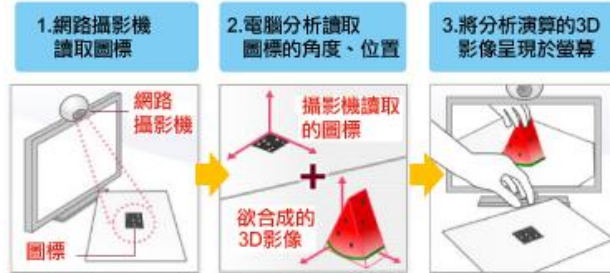 1.網路攝影機
讀取圖標
2.電腦分析讀取
圖標的角度、位置
3.將分析演算的3D
影像呈現於螢幕
網路
攝影機
圖標
攝影機讀取
的圖標
欲合成的
3D影像